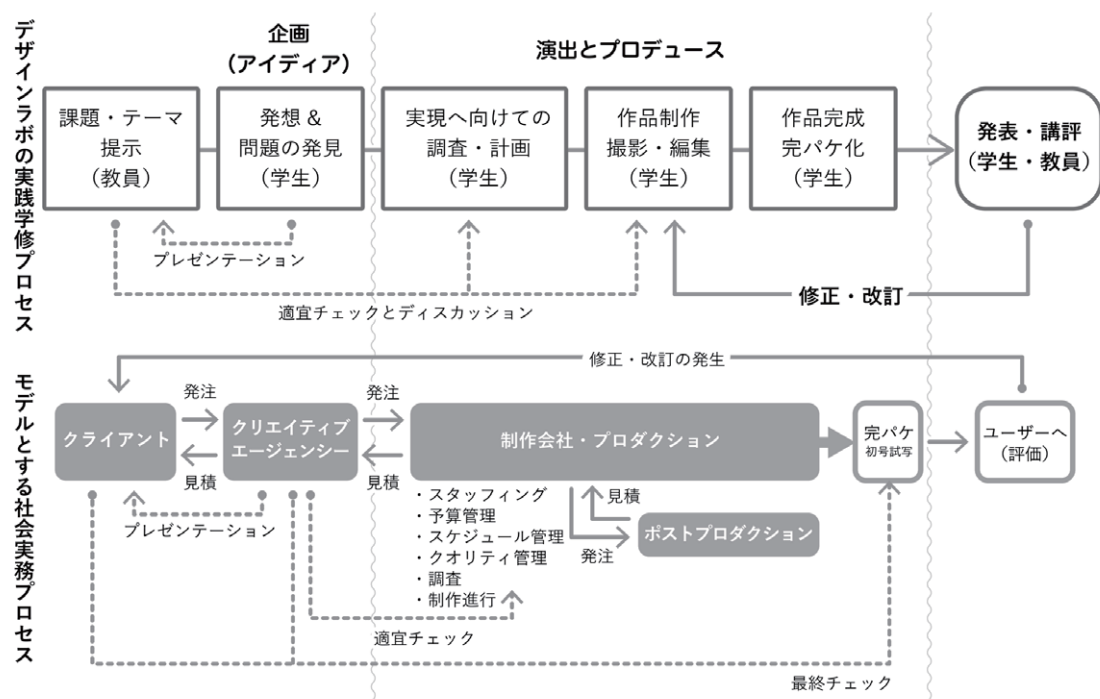 デザインラボの実践学修プロセス
企画
(アイディア)
演出とプロデュース
課題・テーマ
提示
(教員)
発想 &
問題の発見
(学生)
実現へ向けての
調査・計画
(学生)
作品制作
撮影・編集
(学生)
作品完成
完パケ化
(学生)
発表・講評
(学生・教員)
プレゼンテーション
適宜チェックとディスカッション
修正・改訂
モデルとする社会実務プロセス
修正・改訂の発生
クライアント
発注
見積
クリエイティブ
エージェンシー
発注
見積
制作会社・プロダクション
完パケ
初号試写
ユーザーへ
(評価)
プレゼンテーション
・スタッフィング
・予算管理
・スケジュール管理
・クオリティ管理
・調査
・制作進行
見積
発注
ポストプロダクション
適宜チェック
最終チェック